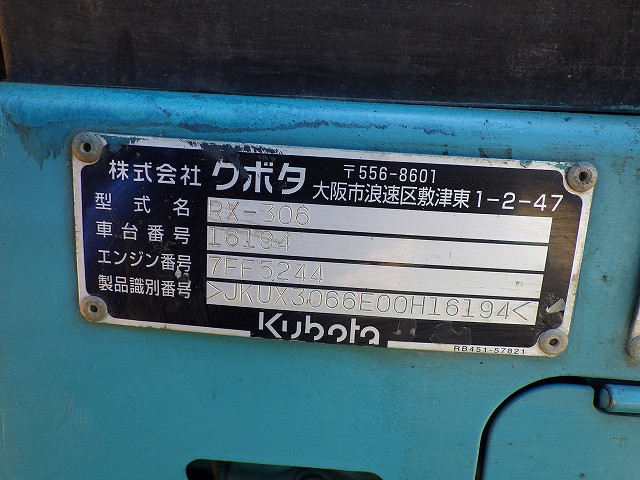 株式会社 クボタ 〒556-8601
大阪市浪速区敷津東1-2-47
型式名 RX-306
車台番号 16194
エンジン番号 7FF5244
製品識別番号 >JKUX3066E00H16194<
Kubota
RB451-57821